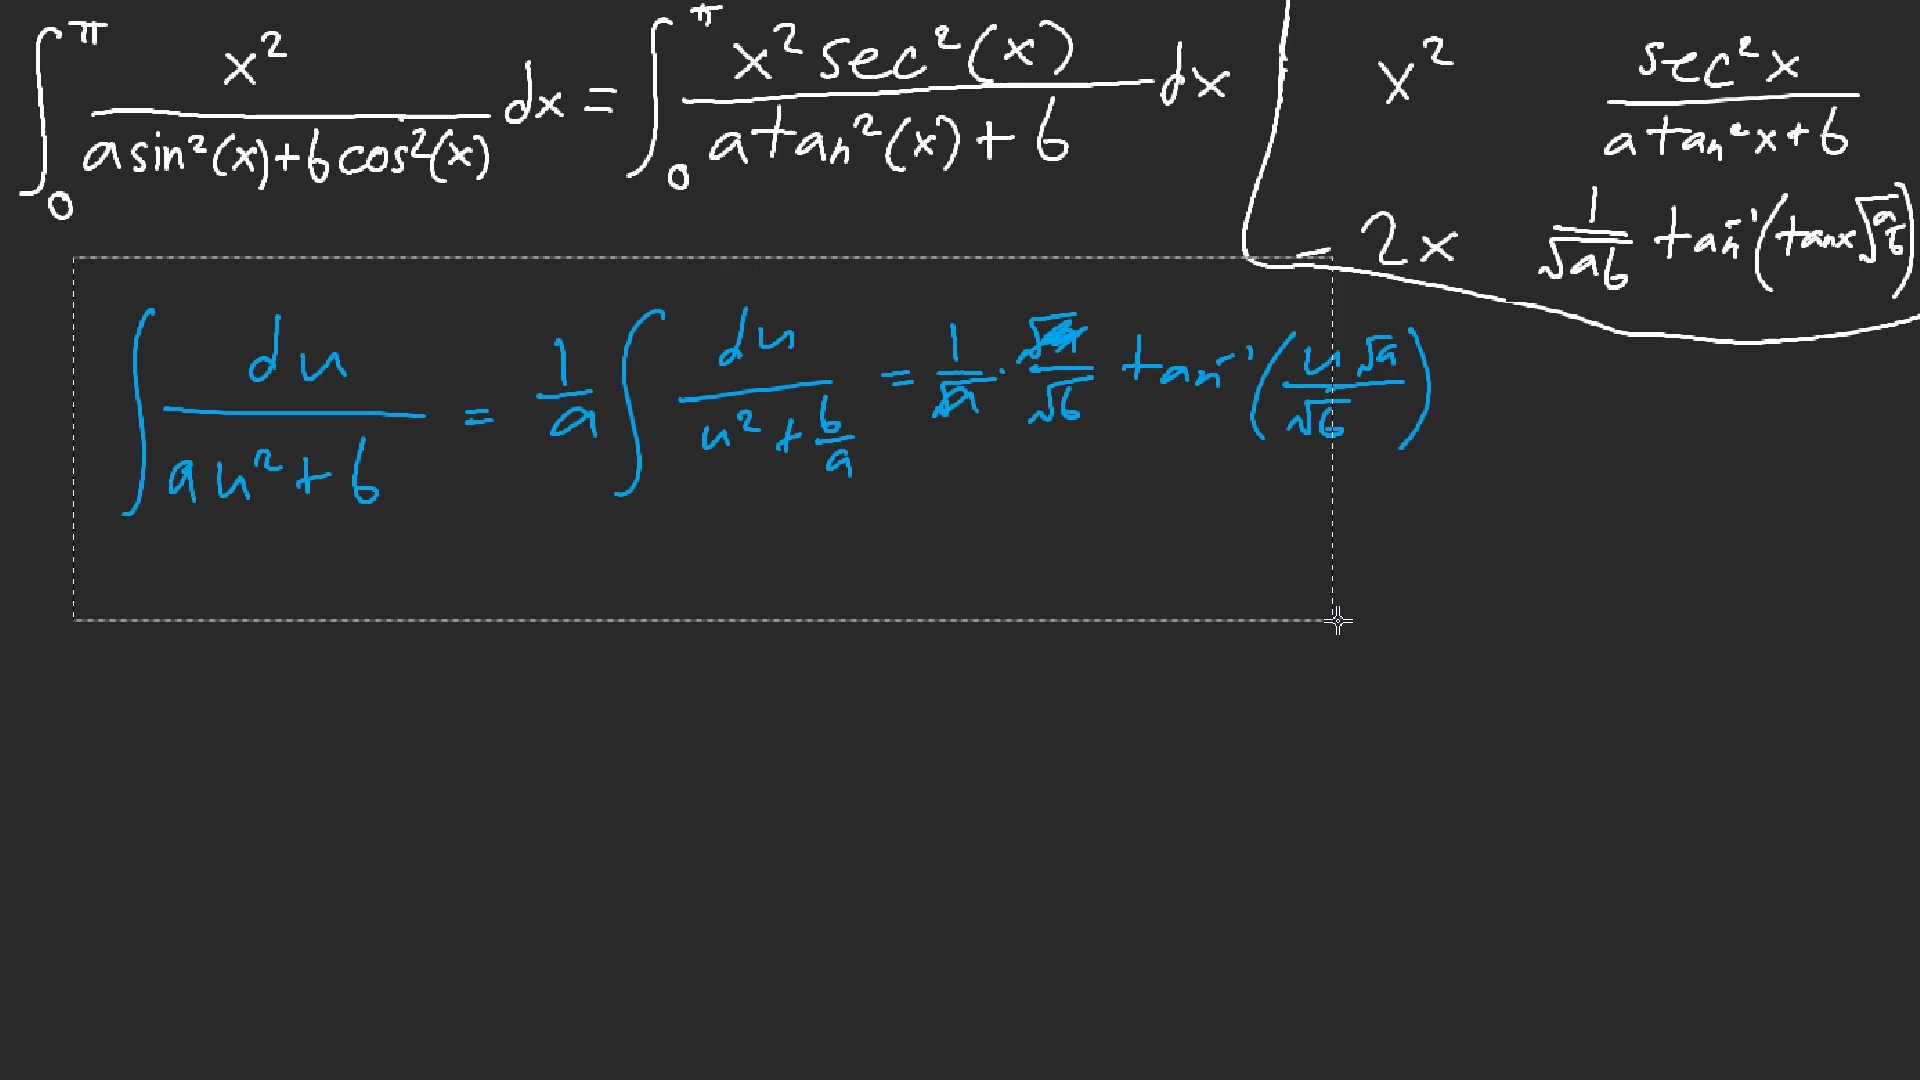 ∫₀^π x²/(a sin²(x)+b cos²(x)) dx = ∫₀^π x² sec²(x)/(a tan²(x)+b) dx
x² sec²x/(a tan²x+b)
– 2x 1/√ab tan⁻¹(tanx √(a/b))
∫ du/(au²+b) = 1/a ∫ du/(u²+b/a) = 1/√a · 1/√b tan⁻¹(u√a/√b)